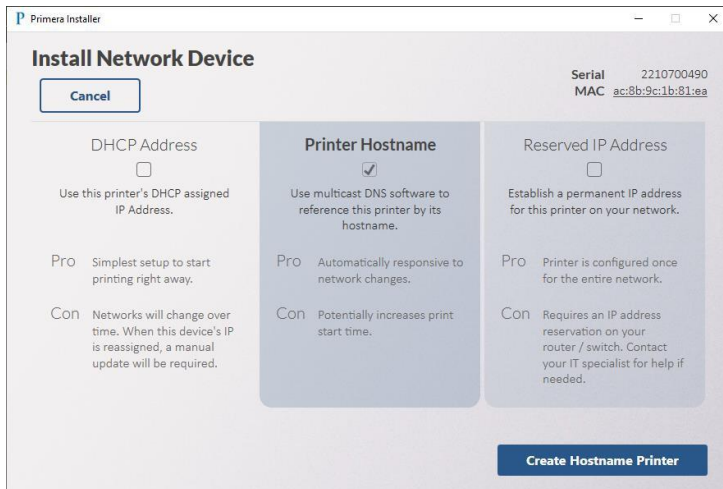 Primera Installer
Install Network Device
Cancel
Serial 2210700490
MAC ac:8b:9c:1b:81:ea
DHCP Address
Use this printer's DHCP assigned
IP Address.
Pro Simplest setup to start
printing right away.
Con Networks will change over
time. When this device's IP
is reassigned, a manual
update will be required.
Printer Hostname
Use multicast DNS software to
reference this printer by its
hostname.
Pro Automatically responsive to
network changes.
Con Potentially increases print
start time.
Reserved IP Address
Establish a permanent IP address
for this printer on your network.
Pro Printer is configured once
for the entire network.
Con Requires an IP address
reservation on your
router / switch. Contact
your IT specialist for help if
needed.
Create Hostname Printer